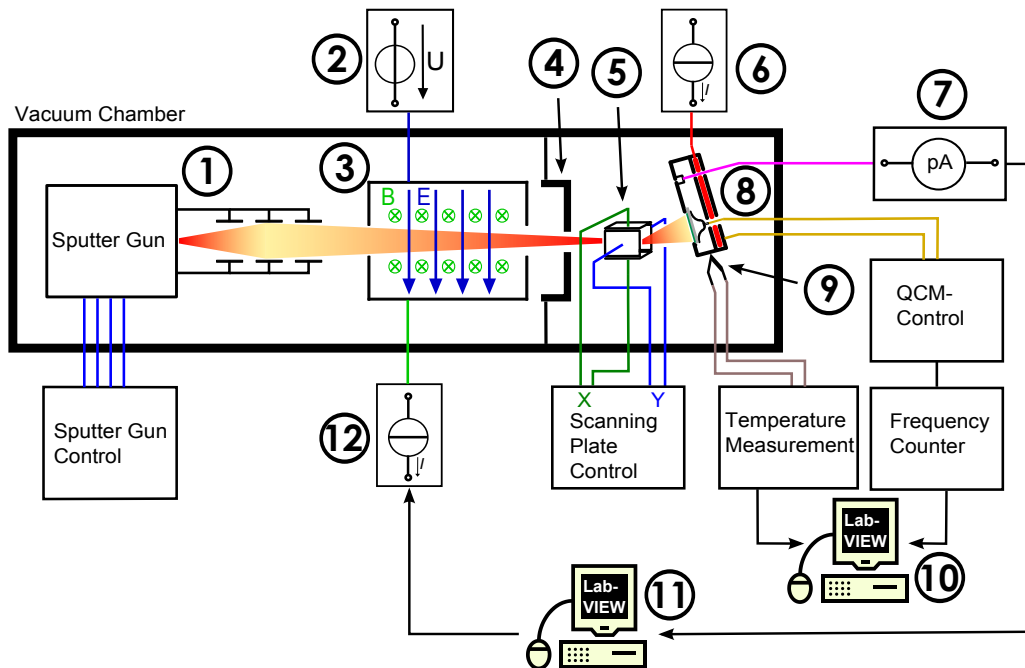 2
U
4
5
6
I
7
pA
Vacuum Chamber
1
3
B E
8
Sputter Gun
9
QCM-
Control
Sputter Gun
Control
12
I
X Y
Scanning
Plate
Control
Temperature
Measurement
Frequency
Counter
Lab-
VIEW
10
Lab-
VIEW
11